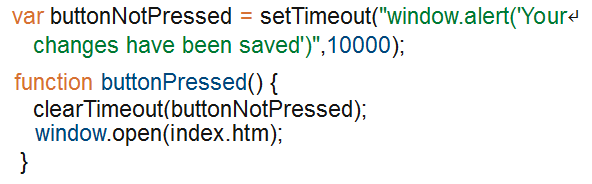 var buttonNotPressed = setTimeout("window.alert('Your↵
changes have been saved')",10000);
function buttonPressed() {
clearTimeout(buttonNotPressed);
window.open(index.htm);
}